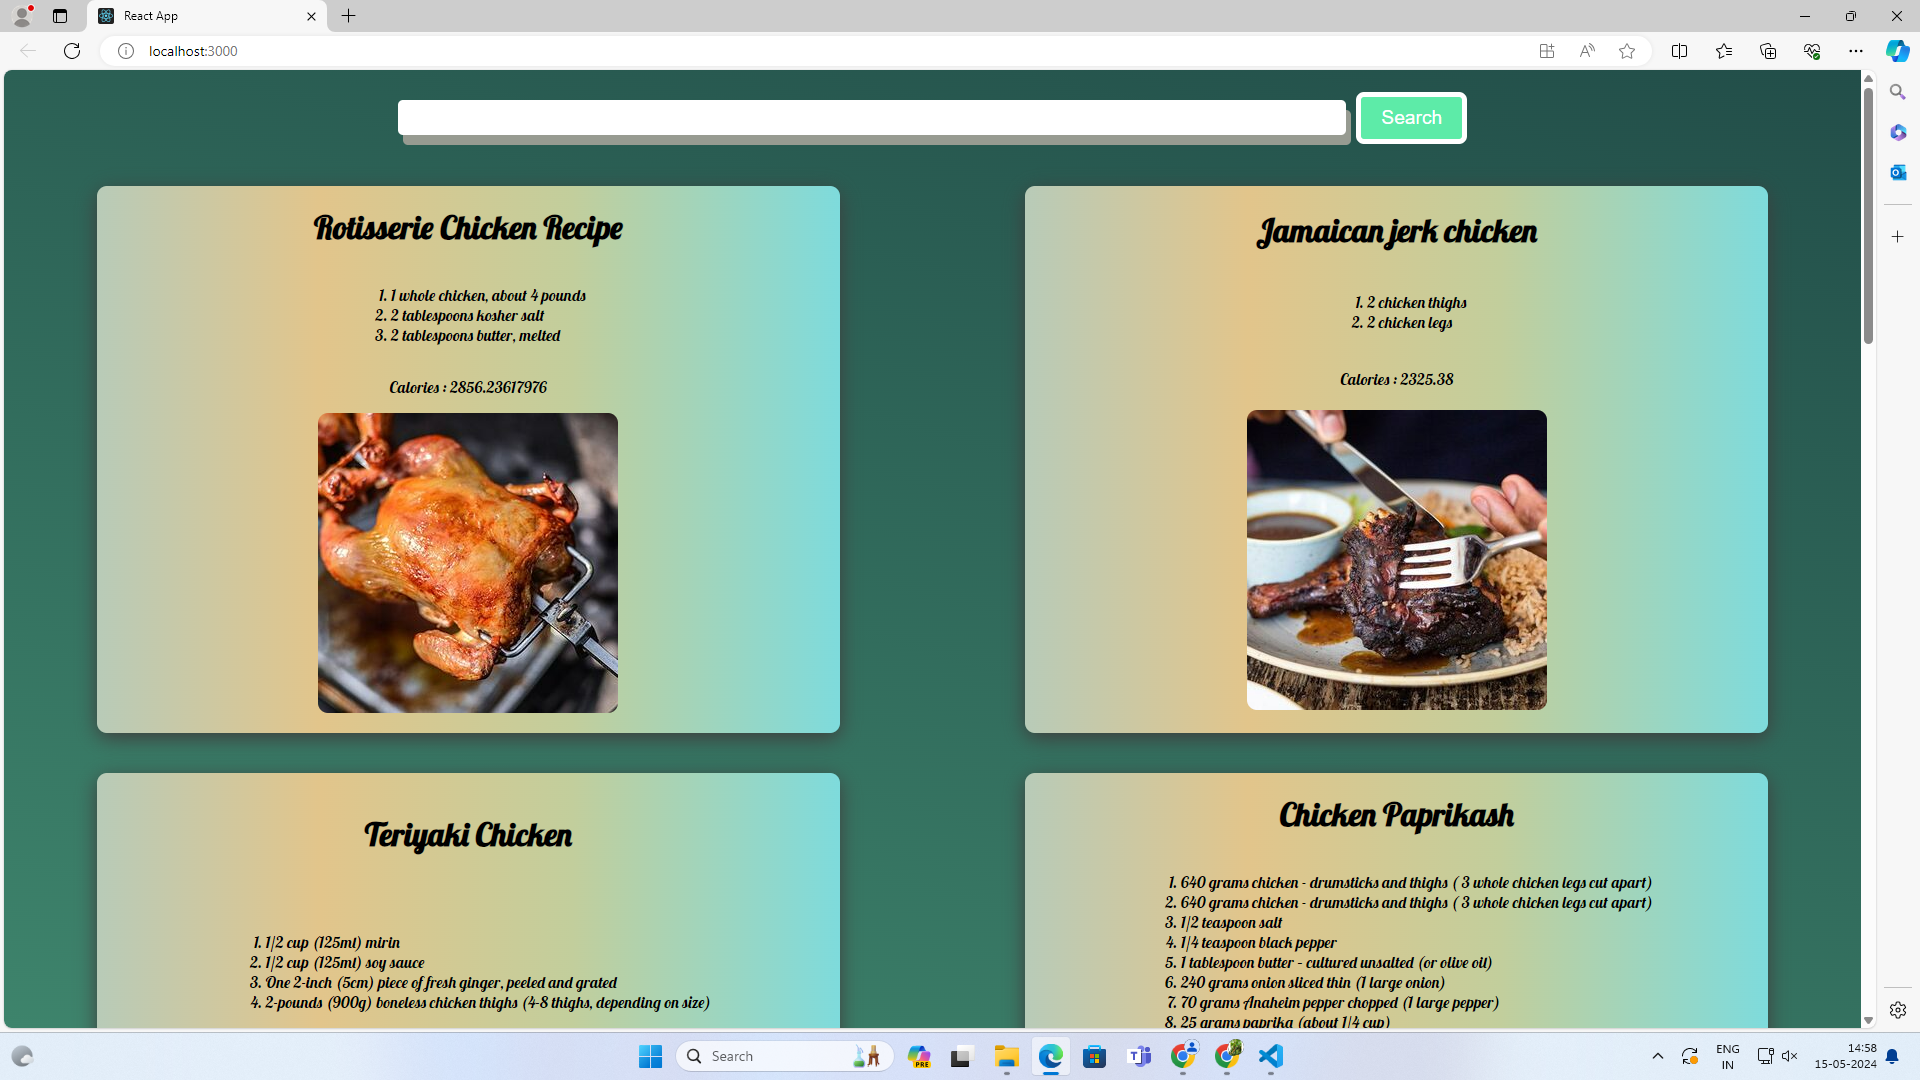 React App
localhost:3000
Search
Rotisserie Chicken Recipe
1. 1 whole chicken, about 4 pounds
2. 2 tablespoons kosher salt
3. 2 tablespoons butter, melted
Calories : 2856.23617976
Jamaican jerk chicken
1. 2 chicken thighs
2. 2 chicken legs
Calories : 2325.38
Teriyaki Chicken
1. 1/2 cup (125ml) mirin
2. 1/2 cup (125ml) soy sauce
3. One 2-inch (5cm) piece of fresh ginger, peeled and grated
4. 2-pounds (900g) boneless chicken thighs (4-8 thighs, depending on size)
Chicken Paprikash
1. 640 grams chicken - drumsticks and thighs ( 3 whole chicken legs cut apart)
2. 640 grams chicken - drumsticks and thighs ( 3 whole chicken legs cut apart)
3. 1/2 teaspoon salt
4. 1/4 teaspoon black pepper
5. 1 tablespoon butter – cultured unsalted (or olive oil)
6. 240 grams onion sliced thin (1 large onion)
7. 70 grams Anaheim pepper chopped (1 large pepper)
8. 25 grams paprika (about 1/4 cup)
Search
PRE
ENG
IN
14:58
15-05-2024